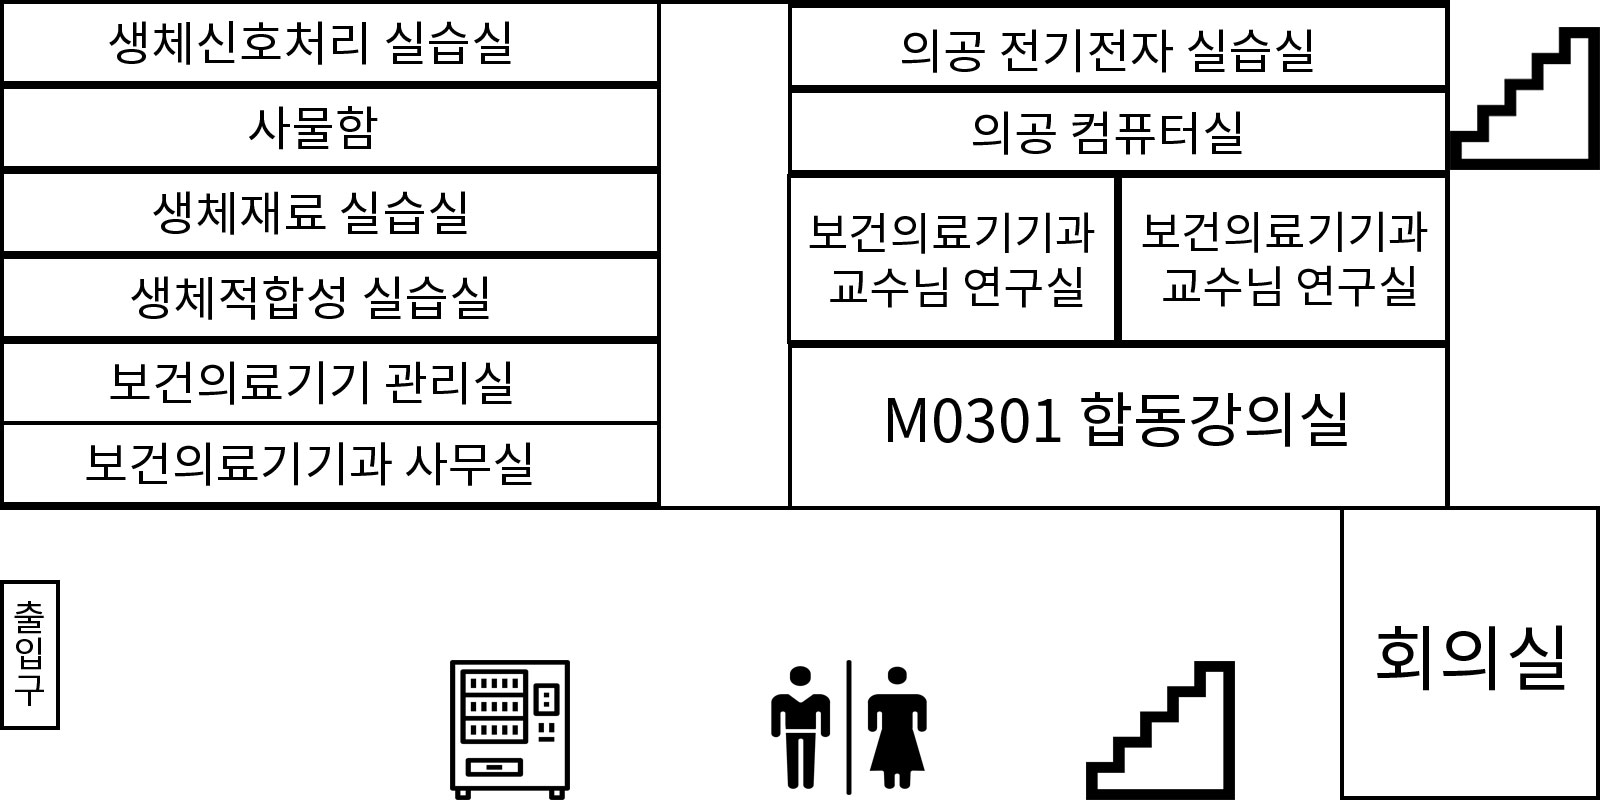 생체신호처리 실습실
사물함
생체재료 실습실
생체적합성 실습실
보건의료기기 관리실
보건의료기기과 사무실
의공 전기전자 실습실
의공 컴퓨터실
보건의료기기과
교수님 연구실
보건의료기기과
교수님 연구실
M0301 합동강의실
출입구
회의실